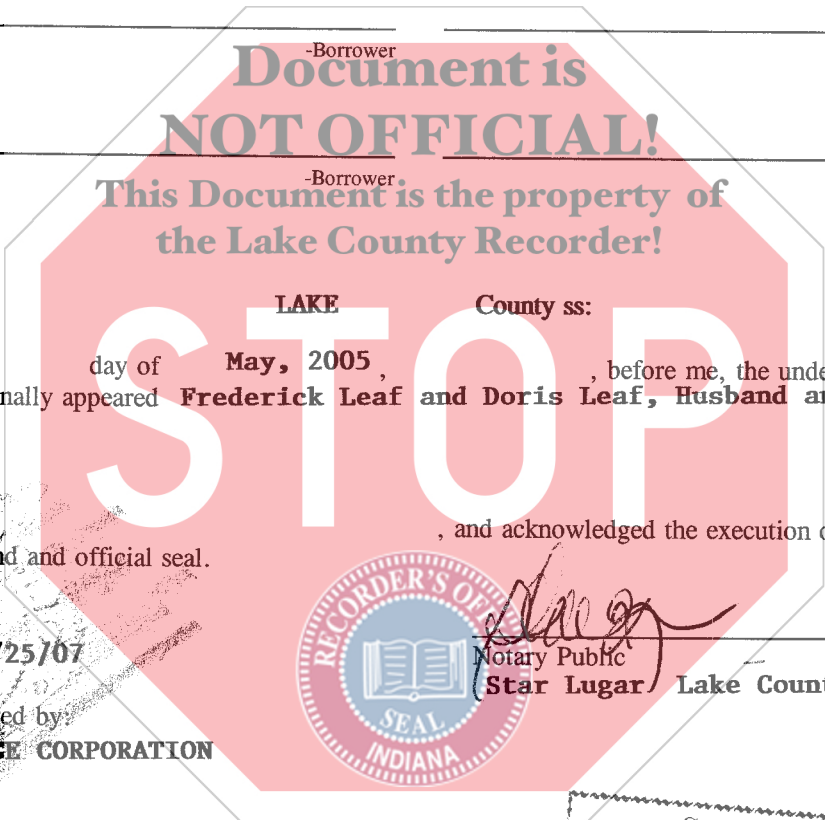 -Borrower
Document is
NOT OFFICIAL!
-Borrower
This Document is the property of
the Lake County Recorder!
LAKE County ss:
STOP
day of May, 2005 , , before me, the unde
nally appeared Frederick Leaf and Doris Leaf, Husband a
, and acknowledged the execution
nd and official seal.
RECORDER'S OF
/25/07
Notary Public
(Star Lugar) Lake Coun
SEAL
ed by:
E CORPORATION
INDIANA